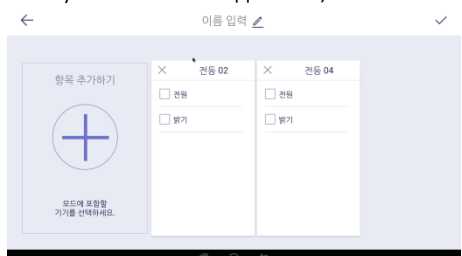 이름 입력
항목 추가하기
모드에 포함할
기기를 선택하세요.
전등 02
전원
밝기
전등 04
전원
밝기